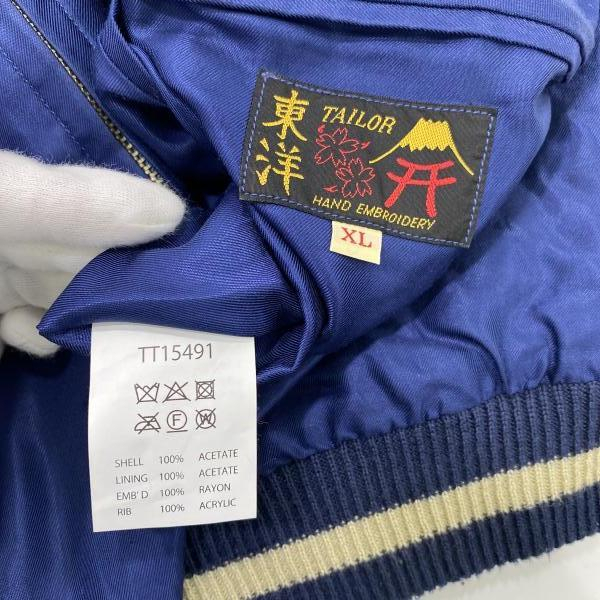 東洋
TAILOR
HAND EMBROIDERY
XL
TT15491
F
SHELL 100% ACETATE
LINING 100% ACETATE
EMB'D 100% RAYON
RIB 100% ACRYLIC